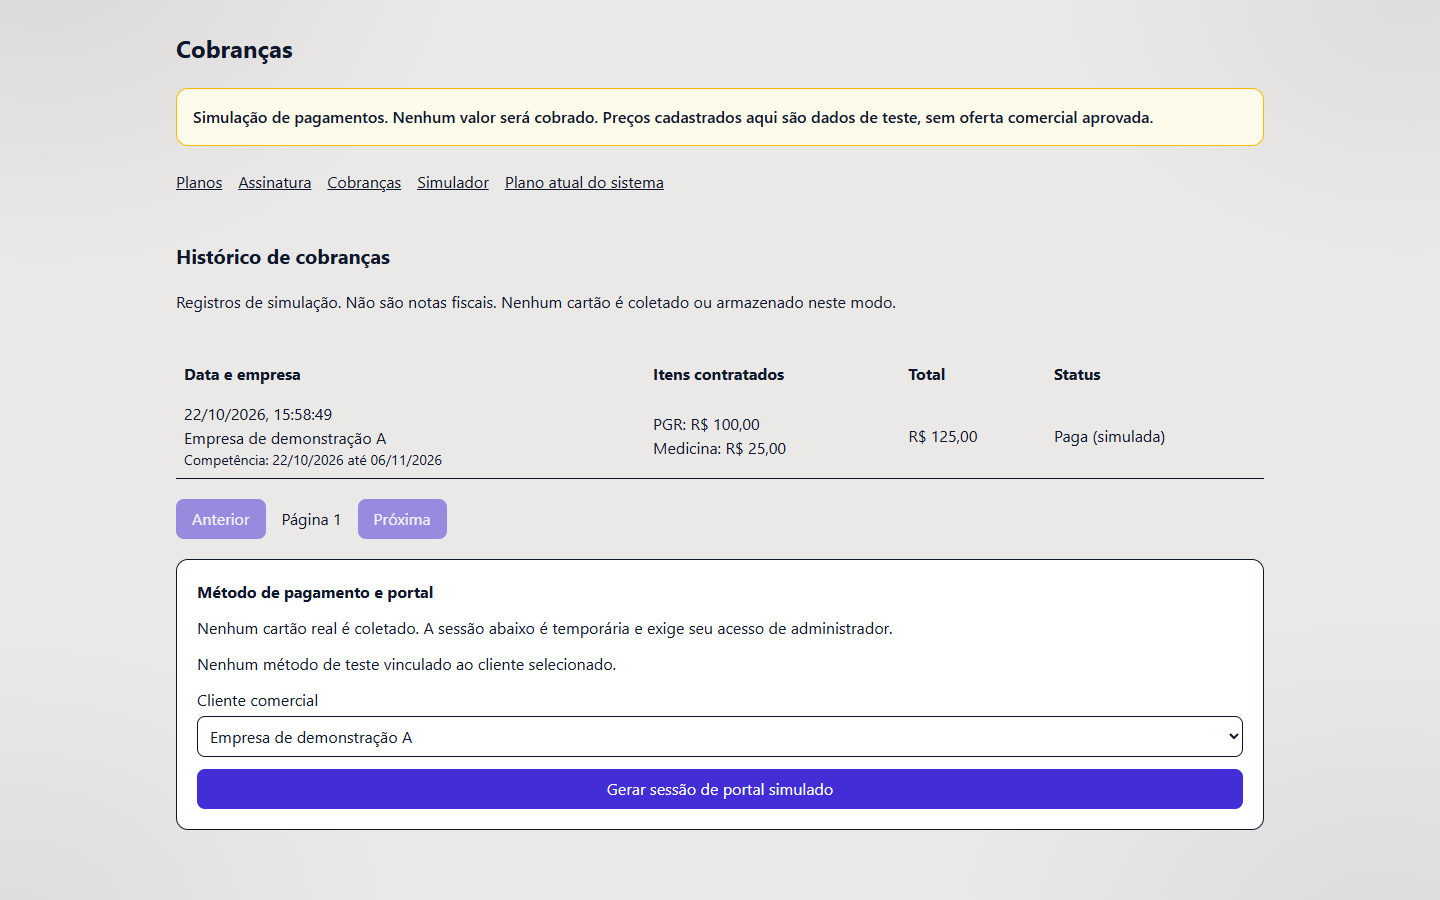 Cobranças
Simulação de pagamentos. Nenhum valor será cobrado. Preços cadastrados aqui são dados de teste, sem oferta comercial aprovada.
Planos Assinatura Cobranças Simulador Plano atual do sistema
Histórico de cobranças
Registros de simulação. Não são notas fiscais. Nenhum cartão é coletado ou armazenado neste modo.
Data e empresa Itens contratados Total Status
22/10/2026, 15:58:49
Empresa de demonstração A
Competência: 22/10/2026 até 06/11/2026
PGR: R$ 100,00
Medicina: R$ 25,00
R$ 125,00
Paga (simulada)
Anterior Página 1 Próxima
Método de pagamento e portal
Nenhum cartão real é coletado. A sessão abaixo é temporária e exige seu acesso de administrador.
Nenhum método de teste vinculado ao cliente selecionado.
Cliente comercial
Empresa de demonstração A
Gerar sessão de portal simulado